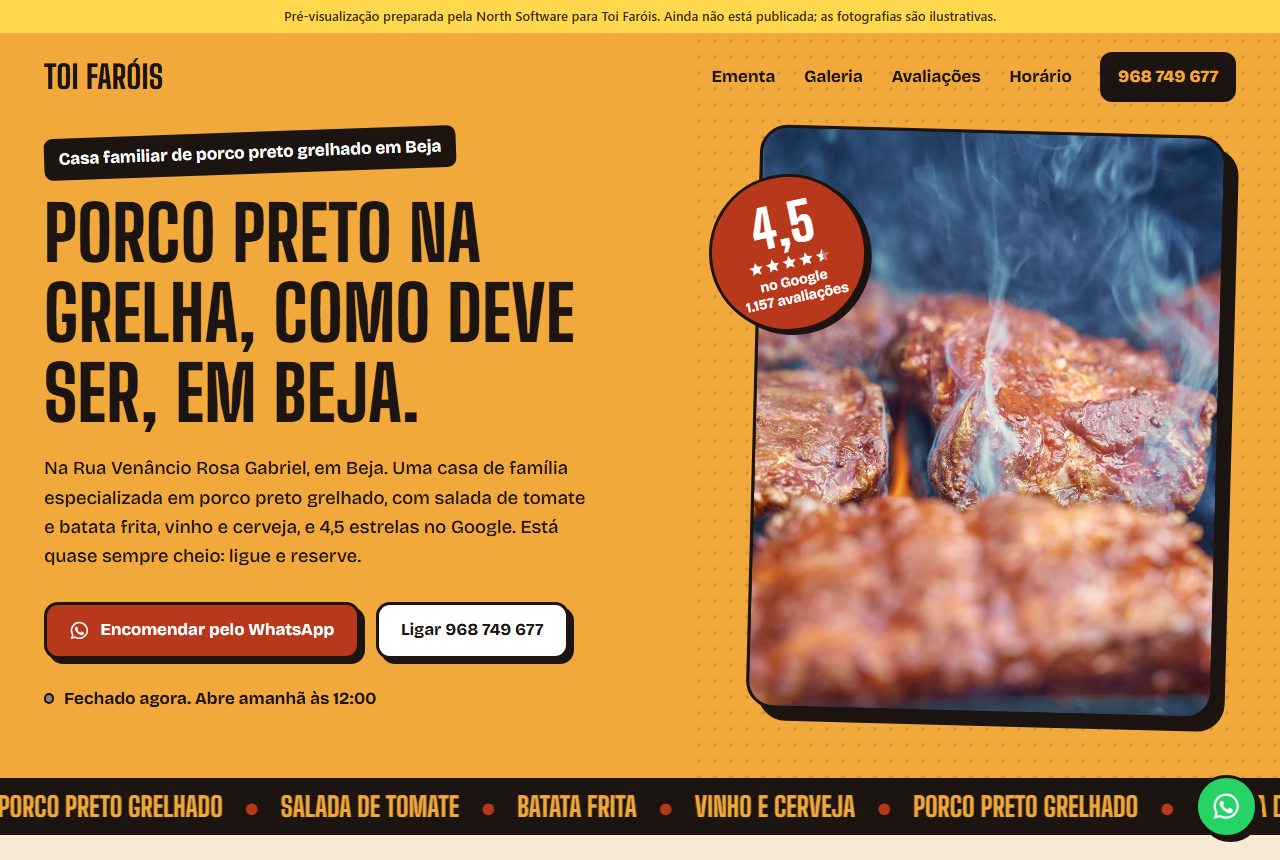 Pré-visualização preparada pela North Software para Toi Faróis. Ainda não está publicada; as fotografias são ilustrativas.
TOI FARÓIS
Ementa
Galeria
Avaliações
Horário
968 749 677
Casa familiar de porco preto grelhado em Beja
PORCO PRETO NA
GRELHA, COMO DEVE
SER, EM BEJA.
4,5
no Google
1.157 avaliações
Na Rua Venâncio Rosa Gabriel, em Beja. Uma casa de família
especializada em porco preto grelhado, com salada de tomate
e batata frita, vinho e cerveja, e 4,5 estrelas no Google. Está
quase sempre cheio: ligue e reserve.
Encomendar pelo WhatsApp
Ligar 968 749 677
Fechado agora. Abre amanhã às 12:00
PORCO PRETO GRELHADO
SALADA DE TOMATE
BATATA FRITA
VINHO E CERVEJA
PORCO PRETO GRELHADO